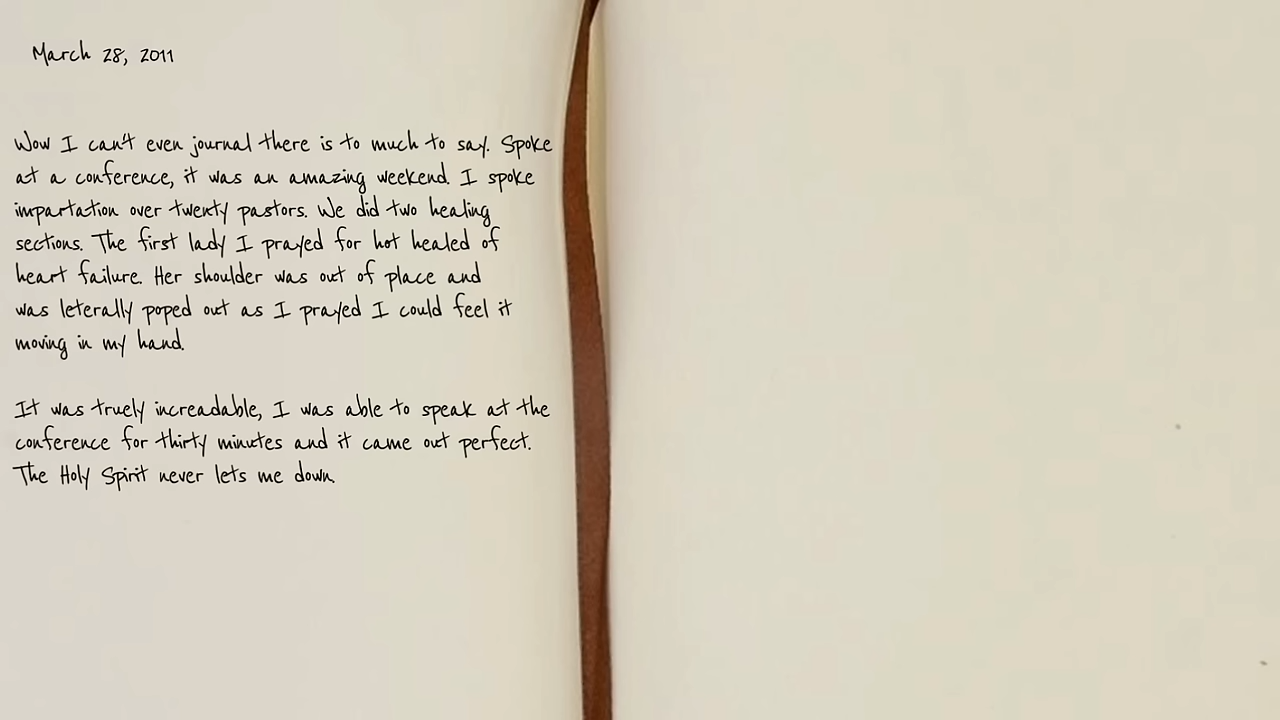 March 28, 2011
Wow I can't even journal there is to much to say. Spoke
at a conference, it was an amazing weekend. I spoke
impartation over twenty pastors. We did two healing
sections. The first lady I prayed for hot healed of
heart failure. Her shoulder was out of place and
was leterally poped out as I prayed I could feel it
moving in my hand.
It was truely increadable, I was able to speak at the
conference for thirty minutes and it came out perfect.
The Holy Spirit never lets me down.